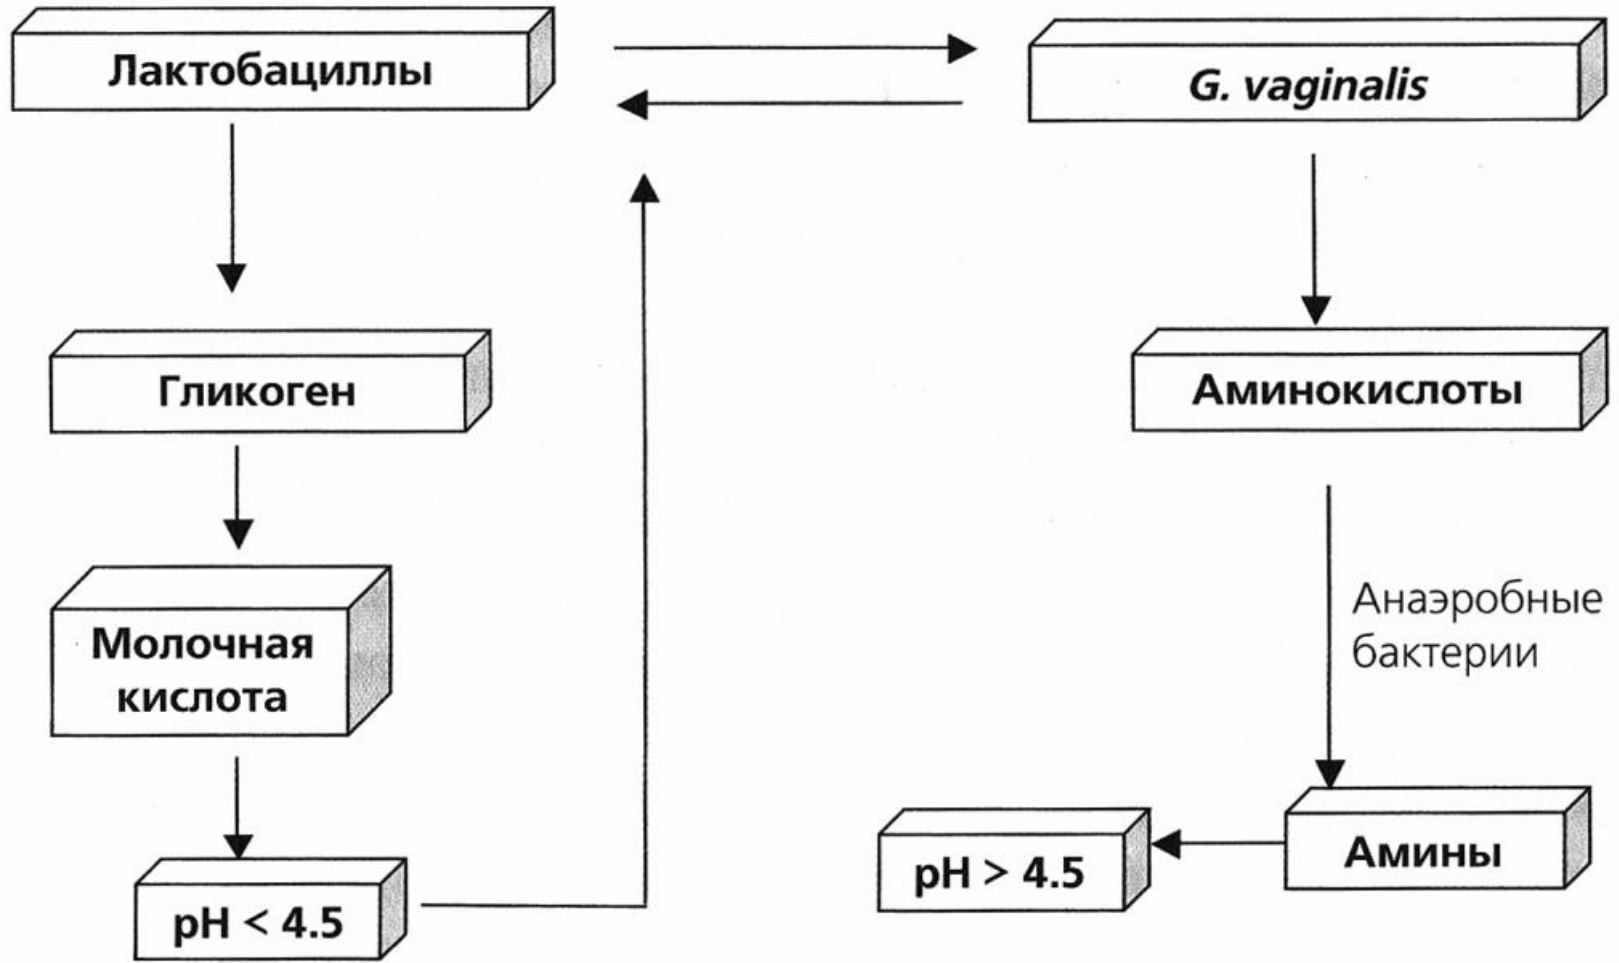 Лактобациллы
G. vaginalis
Гликоген
Аминокислоты
Молочная
кислота
Анаэробные
бактерии
pH < 4.5
pH > 4.5
Амины